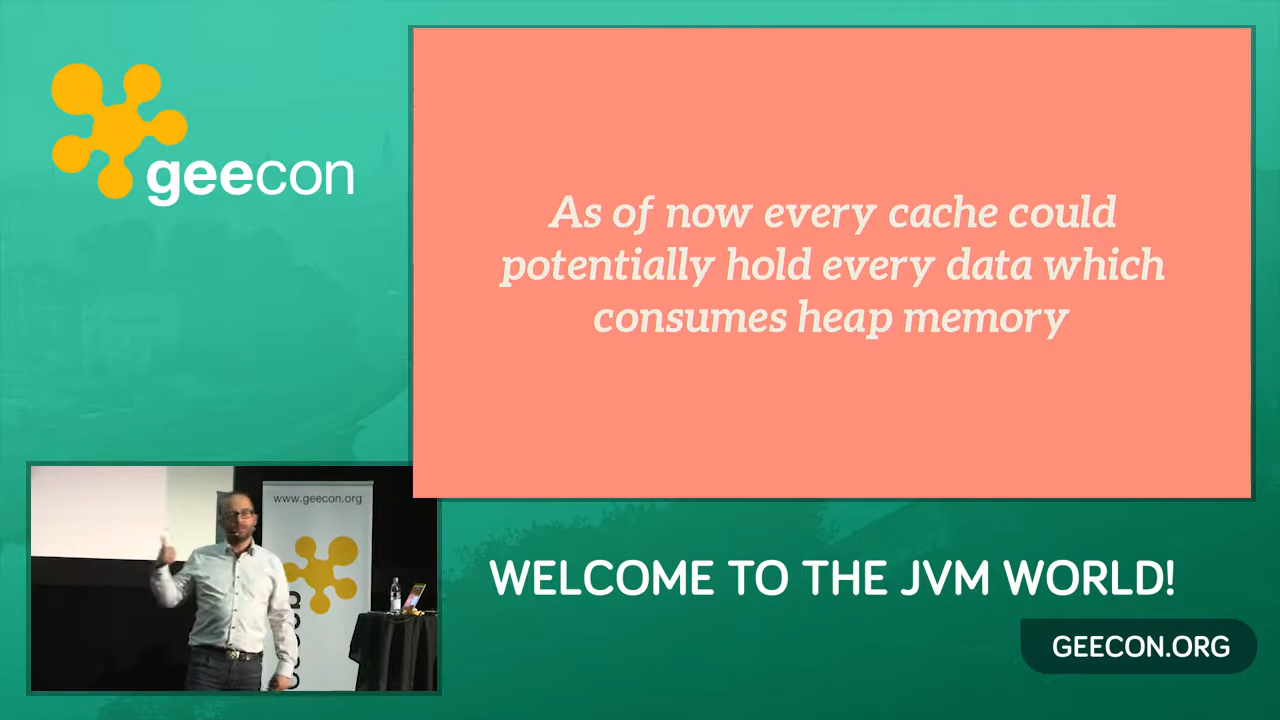 geecon
As of now every cache could
potentially hold every data which
consumes heap memory
www.geecon.org
WELCOME TO THE JVM WORLD!
GEECON.ORG